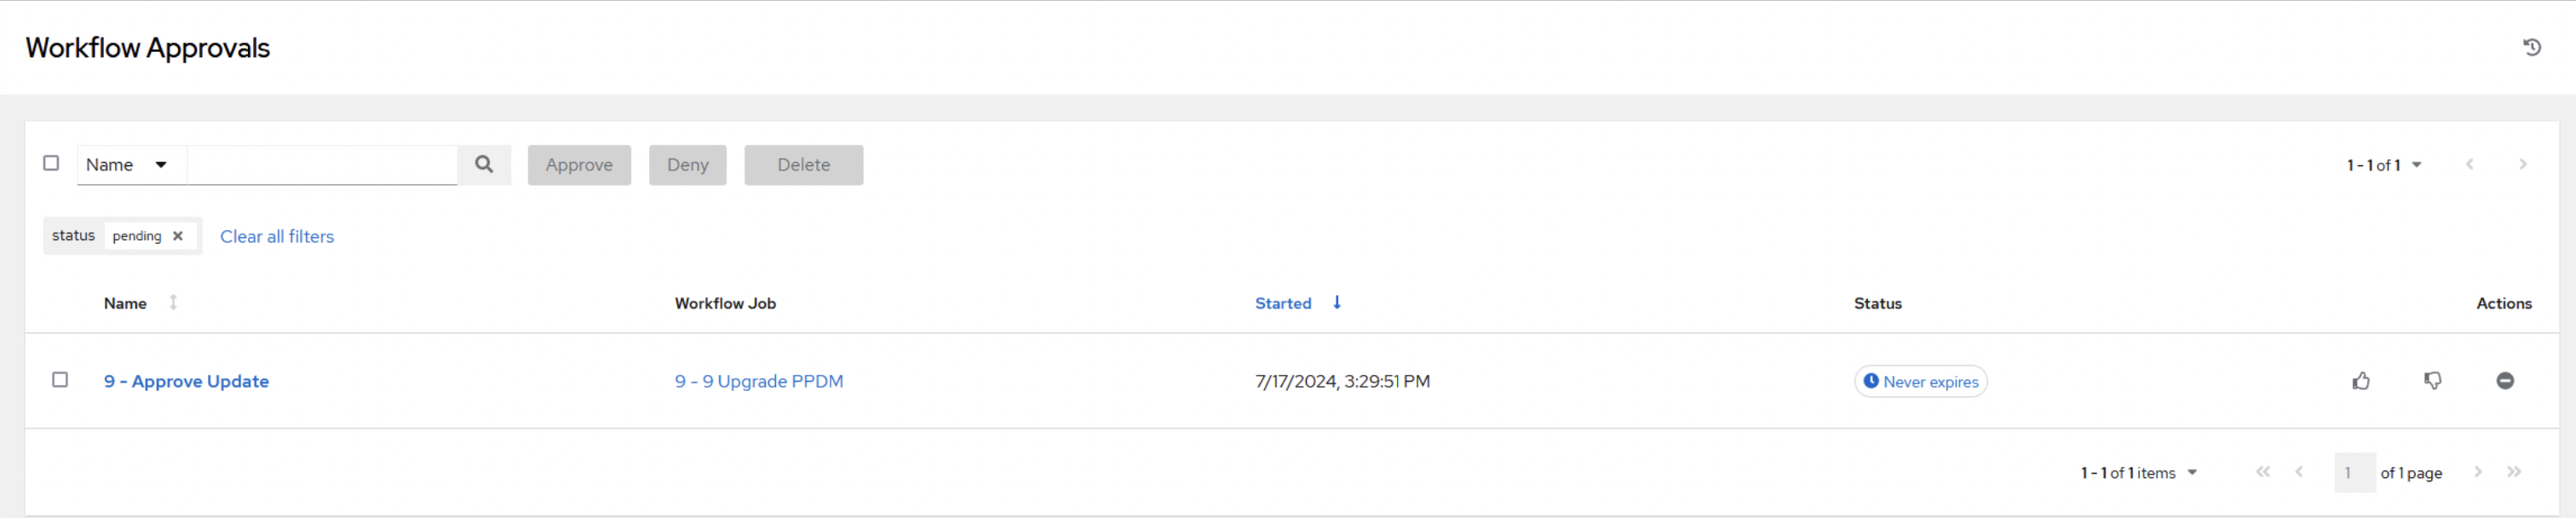 Workflow Approvals
Name Approve Deny Delete 1 - 1 of 1
status pending Clear all filters
Name Workflow Job Started Status Actions
9 - Approve Update 9 - 9 Upgrade PPDM 7/17/2024, 3:29:51 PM Never expires
1 - 1 of 1 items 1 of 1 page